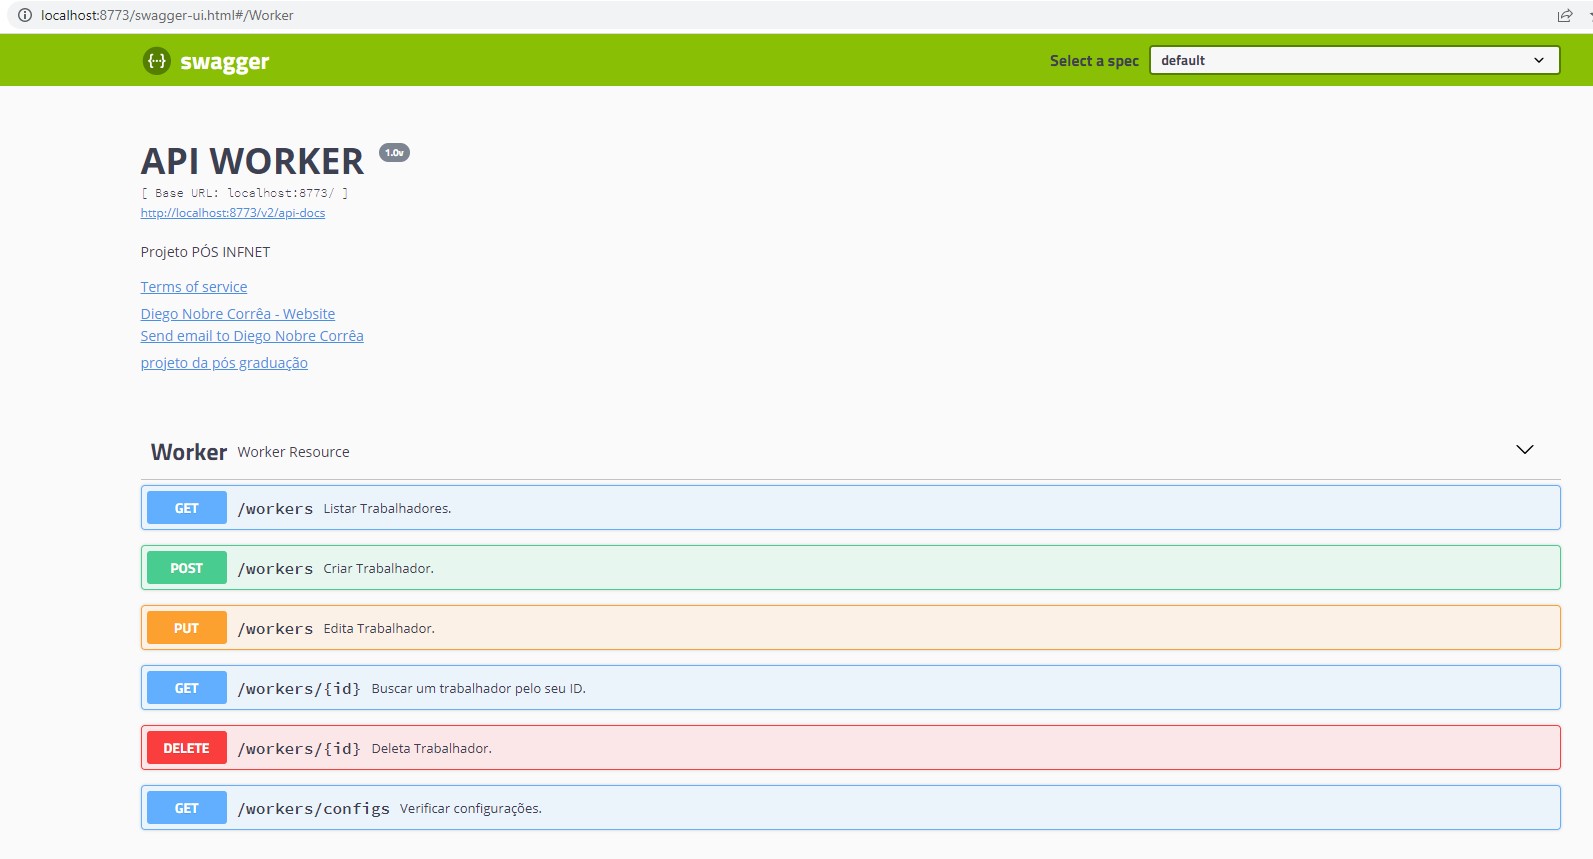 localhost:8773/swagger-ui.html#/Worker
{...} swagger
Select a spec default
API WORKER 1.0v
[ Base URL: localhost:8773/ ]
http://localhost:8773/v2/api-docs
Projeto PÓS INFNET
Terms of service
Diego Nobre Corrêa - Website
Send email to Diego Nobre Corrêa
projeto da pós graduação
Worker Worker Resource
GET /workers Listar Trabalhadores.
POST /workers Criar Trabalhador.
PUT /workers Edita Trabalhador.
GET /workers/{id} Buscar um trabalhador pelo seu ID.
DELETE /workers/{id} Deleta Trabalhador.
GET /workers/configs Verificar configurações.